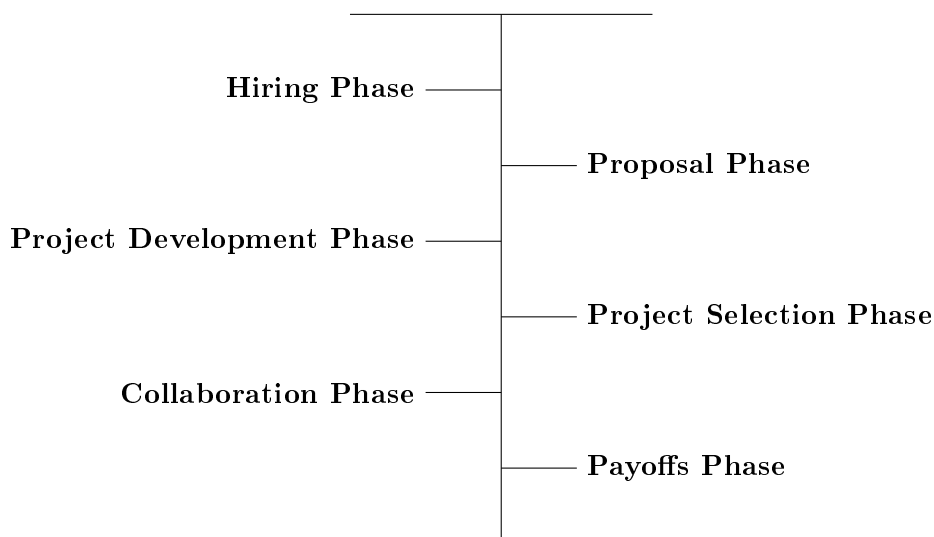 Hiring Phase
Proposal Phase
Project Development Phase
Project Selection Phase
Collaboration Phase
Payoffs Phase